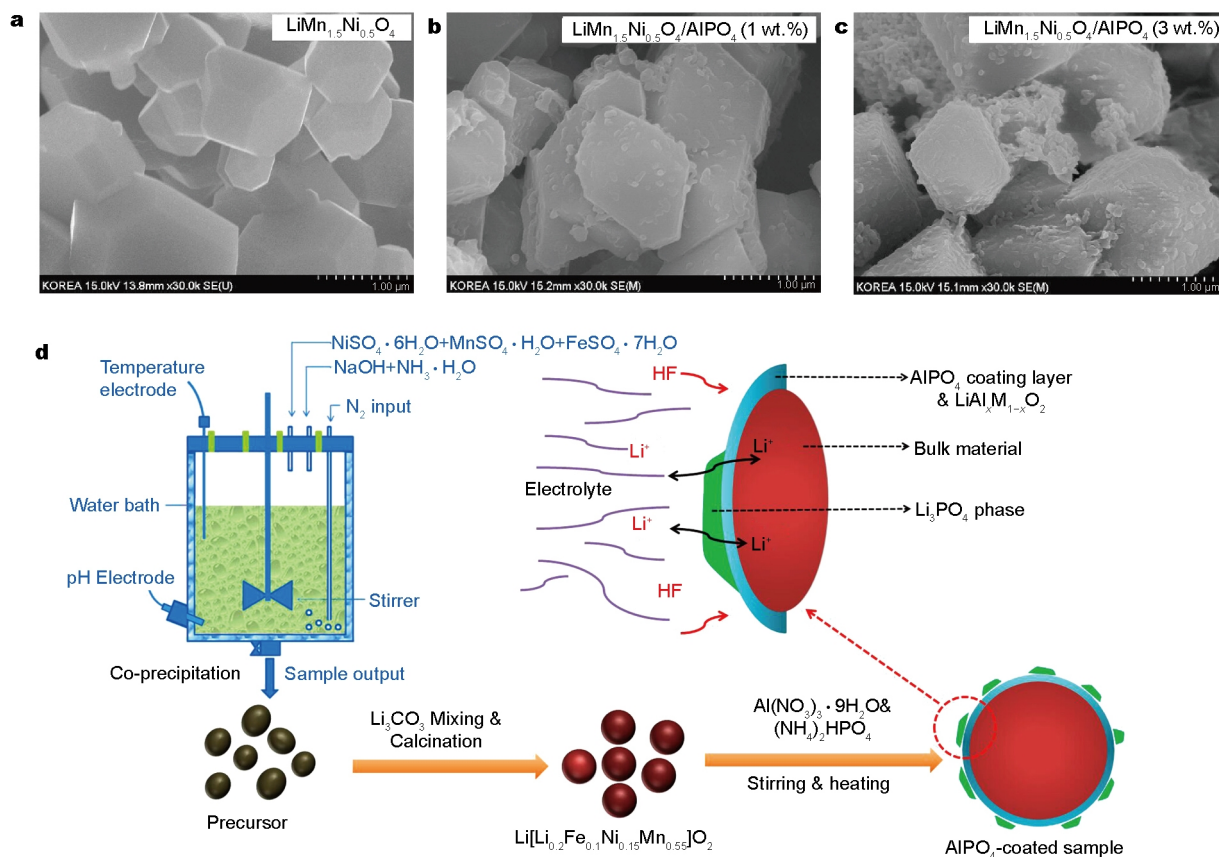 a
LiMn₁.₅Ni₀.₅O₄
KOREA 15.0kV 13.8mm x30.0k SE(U)
1.00 μm
b
LiMn₁.₅Ni₀.₅O₄/AlPO₄ (1 wt.%)
KOREA 15.0kV 15.2mm x30.0k SE(M)
1.00 μm
c
LiMn₁.₅Ni₀.₅O₄/AlPO₄ (3 wt.%)
KOREA 15.0kV 15.1mm x30.0k SE(M)
1.00 μm
d
NiSO₄·6H₂O+MnSO₄·H₂O+FeSO₄·7H₂O
NaOH+NH₃·H₂O
N₂ input
Temperature
electrode
Water bath
pH Electrode
Stirrer
Co-precipitation
Sample output
HF
Li⁺
Li⁺
Electrolyte
Li⁺
Li⁺
HF
AlPO₄ coating layer
& LiAlₓM₁₋ₓO₂
Bulk material
Li₃PO₄ phase
Precursor
Li₃CO₃ Mixing &
Calcination
Li[Li₀.₂Fe₀.₁Ni₀.₁₅Mn₀.₅₅]O₂
Al(NO₃)₃·9H₂O&
(NH₄)₂HPO₄
Stirring & heating
AlPO₄-coated sample